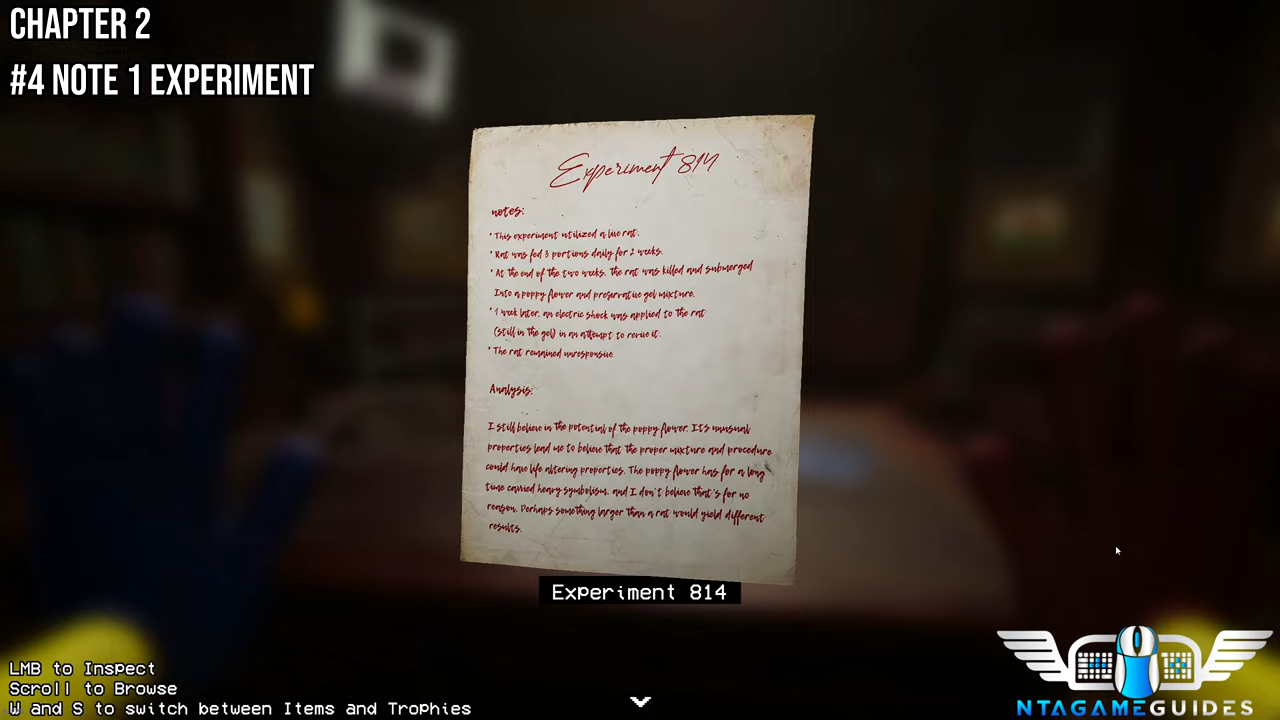 CHAPTER 2
#4 NOTE 1 EXPERIMENT
Experiment 814
notes:
* This experiment utilized a live rat.
* Rat was fed 3 portions daily for 2 weeks.
* At the end of the two weeks, the rat was killed and submerged
Into a poppy flower and preservative gel mixture.
* 1 week later, an electric shock was applied to the rat
(still in the gel) in an attempt to revive it.
* The rat remained unresponsive.
Analysis:
I still believe in the potential of the poppy flower. Its unusual
properties lead me to believe that the proper mixture and procedure
could have life altering properties. The poppy flower has for a long
time carried heavy symbolism, and I don't believe that's for no
reason. Perhaps something larger than a rat would yield different
results.
Experiment 814
LMB to Inspect
Scroll to Browse
W and S to switch between Items and Trophies
NTAGAMEGUIDES